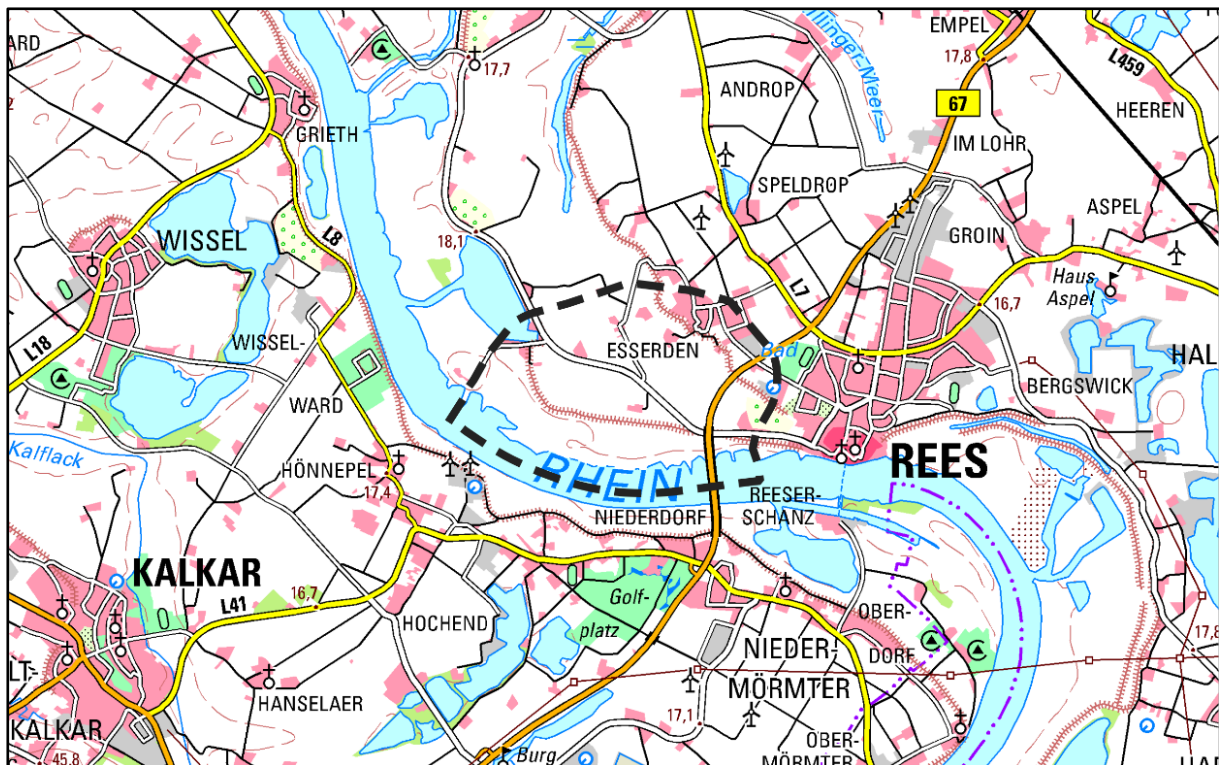 EMPEL
17,8
L459
HEEREN
ARD
17,7
ANDROP
67
IM LOHR
GRIETH
SPELDROP
ASPEL
WISSEL
L8
18,1
GROIN
Haus
Aspel
L7
16,7
WISSEL-
ESSERDEN
Bad
HAL
L18
BERGSWICK
WARD
Kalflack
HÖNNEPEL
17,4
RHEIN
REES
NIEDERDORF
REESER-
SCHANZ
KALKAR
16,7
L41
Golf-
platz
HOCHEND
OBER-
DORF
17,8
NIEDER-
MÖRMTER
LT-
KALKAR
HANSELAER
17,1
45,8
Burg
OBER-
MÖRMTER